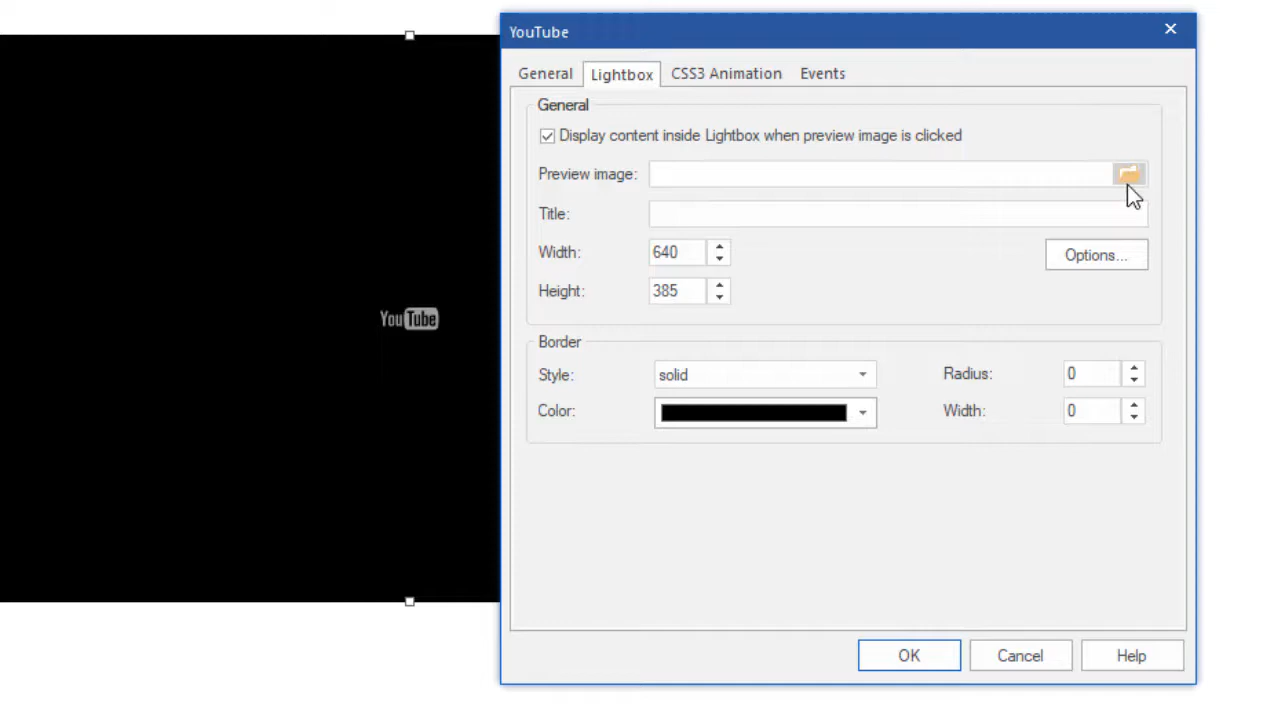 YouTube
General Lightbox CSS3 Animation Events
General
Display content inside Lightbox when preview image is clicked
Preview image:
Title:
Width: 640
Options...
Height: 385
YouTube
Border
Style: solid Radius: 0
Color: Width: 0
OK Cancel Help